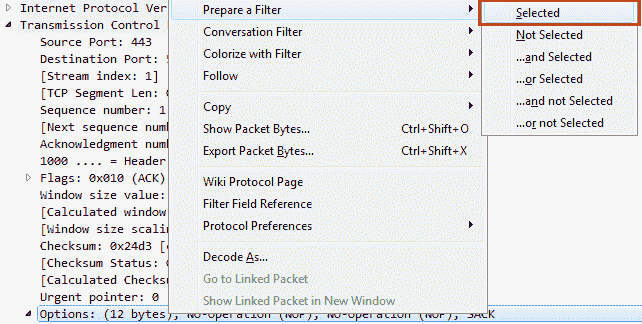 Internet Protocol Ver
Transmission Control
Source Port: 443
Destination Port: 5
[Stream index: 1]
[TCP Segment Len:
Sequence number: 1
[Next sequence numb
Acknowledgment numb
1000 .... = Header
Flags: 0x010 (ACK)
Window size value:
[Calculated window
[Window size scalin
Checksum: 0x24d3 [
[Checksum Status:
[Calculated Checksu
Urgent pointer: 0
Options: (12 bytes), No-Operation (NOP), No-Operation (NOP), SACK
Prepare a Filter
Conversation Filter
Colorize with Filter
Follow
Copy
Show Packet Bytes... Ctrl+Shift+O
Export Packet Bytes... Ctrl+Shift+X
Wiki Protocol Page
Filter Field Reference
Protocol Preferences
Decode As...
Go to Linked Packet
Show Linked Packet in New Window
Selected
Not Selected
...and Selected
...or Selected
...and not Selected
...or not Selected